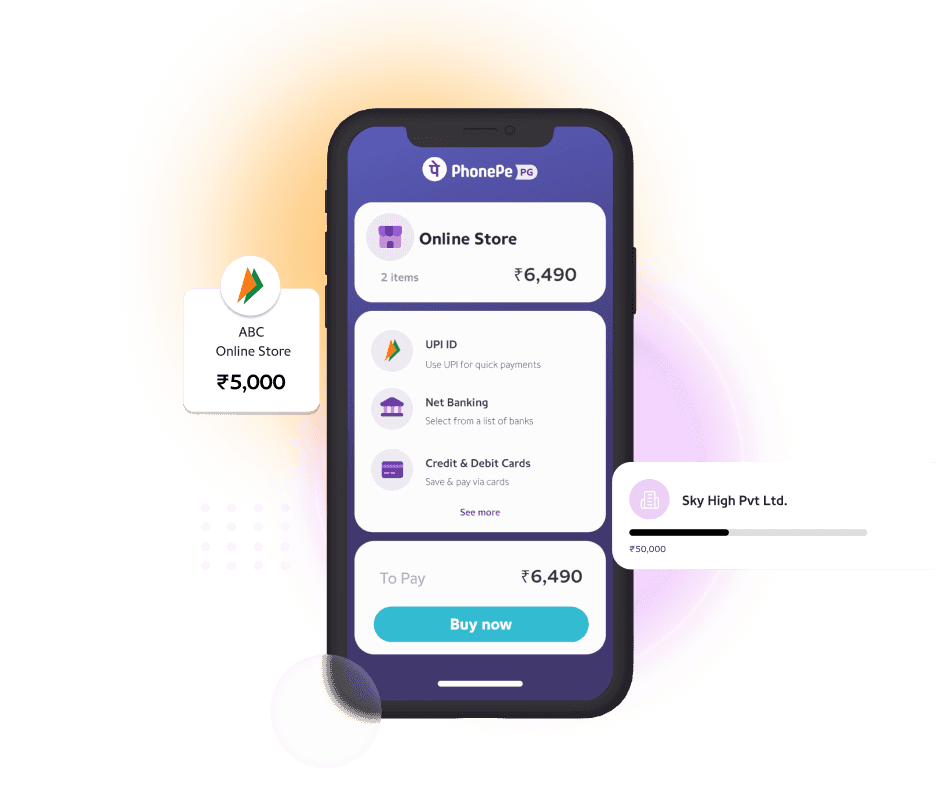 पे PhonePe PG
Online Store
2 items ₹6,490
UPI ID
Use UPI for quick payments
Net Banking
Select from a list of banks
Credit & Debit Cards
Save & pay via cards
See more
To Pay ₹6,490
Buy now
ABC
Online Store
₹5,000
Sky High Pvt Ltd.
₹50,000